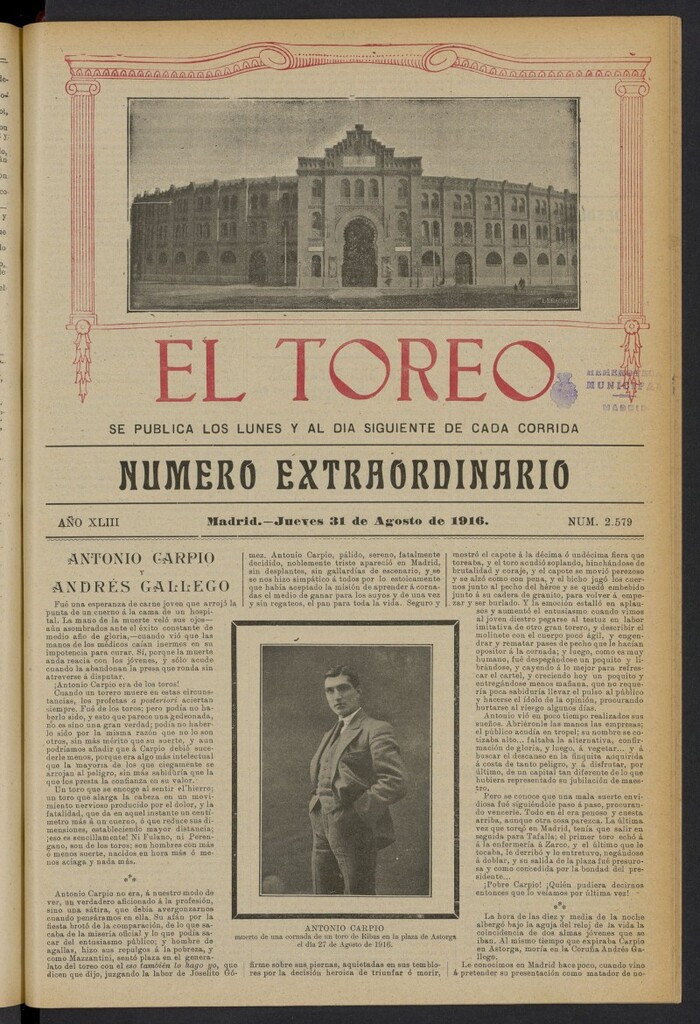 EL TOREO
MUNICIPAL
MADRID
SE PUBLICA LOS LUNES Y AL DIA SIGUIENTE DE CADA CORRIDA
NUMERO EXTRAORDINARIO
AÑO XLIII
Madrid.—Jueves 31 de Agosto de 1916.
NUM. 2.579
ANTONIO CARPIO
Y
ANDRÉS GALLEGO
Fué una esperanza de carne joven que arrojó la
punta de un cuerno á la cama de un hospi-
tal. La mano de la muerte veló sus ojos—
aún asombrados ante el éxito constante de
medio año de gloria,—cuando vió que las
manos de los médicos caían inermes en su
impotencia para curar. Sí, porque la muerte
anda reacia con los jóvenes, y sólo acude
cuando la abandonan la presa que ronda sin
atreverse á disputar.
¡Antonio Carpio era de los toros!
Cuando un torero muere en estas circuns-
tancias, los profetas a posteriori aciertan
siempre. Fué de los toros; pero podía no ha-
berlo sido, y esto que parece una gedeonada,
no es sino una gran verdad; podía no haber-
lo sido por la misma razón que no lo son
otros, sin más mérito que su suerte, y aun
podríamos añadir que á Carpio debió suce-
derle menos, porque era algo más intelectual
que la mayoría de los que ciegamente se
arrojan al peligro, sin más sabiduría que la
que les presta la confianza en su valor.
Un toro que se encoge al sentir el hierro;
un toro que alarga la cabeza en un movi-
miento nervioso producido por el dolor, y la
fatalidad, que da en aquel instante un centí-
metro más á un cuerno, ó que reduce sus di-
mensiones, estableciendo mayor distancia;
¡eso es sencillamente! Ni Fulano, ni Peren-
gano, son de los toros; son hombres con más
ó menos suerte, nacidos en hora más ó me-
nos aciaga y nada más.
Antonio Carpio no era, á nuestro modo de
ver, un verdadero aficionado á la profesión,
sino una sátira, que debía avergonzarnos
cuando pensáramos en ella. Su afán por la
fiesta brotó de la comparación, de lo que sa-
caba de la miseria oficial y lo que podía sa-
car del entusiasmo público; y hombre de
agallas, hizo sus repulgos á la pobreza, y
como Mazzantini, sentó plaza en el genera-
lato del toreo con el eso también lo hago yo, que
dicen que dijo, juzgando la labor de Joselito Gó-
mez. Antonio Carpio, pálido, sereno, fatalmente
decidido, noblemente triste apareció en Madrid,
sin desplantes, sin gallardías de escenario, y se
se nos hizo simpático á todos por lo estoicamente
que había aceptado la misión de aprender á corna-
das el medio de ganar para los suyos y de una vez
y sin regateos, el pan para toda la vida. Seguro y
ANTONIO CARPIO
muerto de una cornada de un toro de Ribas en la plaza de Astorga
el día 27 de Agosto de 1916.
firme sobre sus piernas, aquietadas en sus temblo-
res por la decisión heroica de triunfar ó morir,
mostró el capote á la décima ó undécima fiera que
toreaba, y el toro acudió soplando, hinchándose de
brutalidad y coraje, y el capote se movió perezoso
y se alzó como con pena, y el bicho jugó los cuer-
nos junto al pecho del héroe y se quedó embebido
junto á su cadera de granito, para volver á empe-
zar y ser burlado. Y la emoción estalló en aplau-
sos y aumentó el entusiasmo cuando vimos
al joven diestro pegarse al testuz en labor
imitativa de otro gran torero, y describir el
molinete con el cuerpo poco ágil, y engen-
drar y rematar pases de pecho que le hacían
opositor á la cornada; y luego, como es muy
humano, fué despegándose un poquito y li-
brándose, y cayendo á lo mejor para refres-
car el cartel, creciendo hoy un poquito y
entregándose menos mañana, que no reque-
ría poca sabiduría llevar el pulso al público
y hacerse el ídolo de la opinión, procurando
hurtarse al riesgo algunos días.
Antonio vió en poco tiempo realizados sus
sueños. Abriéronle las manos las empresas;
el público acudía en tropel; su nombre se co-
tizaba alto... faltaba la alternativa, confir-
mación de gloria, y luego, á vegetar... y á
buscar el descanso en la finquita adquirida
á costa de tanto peligro, y á disfrutar, por
último, de un capital tan diferente de lo que
hubiera representado su jubilación de maes-
tro.
Pero se conoce que una mala suerte envi-
diosa fué siguiéndole paso á paso, procuran-
do vencerle. Todo en él era penoso y cuesta
arriba, aunque otra cosa parezca. La última
vez que toreó en Madrid, tenía que salir en
seguida para Tafalla; el primer toro echó á
á la enfermería á Zarco, y el último que le
tocaba, le derribó y lo entretuvo, negándose
á doblar, y su salida de la plaza fué presuro-
sa y como concedida por la bondad del pre-
sidente...
¡Pobre Carpio! ¡Quién pudiera decirnos
entonces que lo veíamos por última vez!
La hora de las diez y media de la noche
albergó bajo la aguja del reloj de la vida la
coincidencia de dos almas jóvenes que se
iban. Al mismo tiempo que expiraba Carpio
en Astorga, moría en la Coruña Andrés Ga-
llego.
Le conocimos en Madrid hace poco, cuando vino
á pretender su presentación como matador de no-